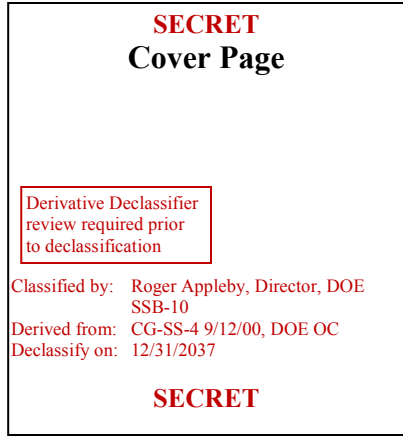 SECRET
Cover Page
Derivative Declassifier
review required prior
to declassification
Classified by: Roger Appleby, Director, DOE
SSB-10
Derived from: CG-SS-4 9/12/00, DOE OC
Declassify on: 12/31/2037
SECRET